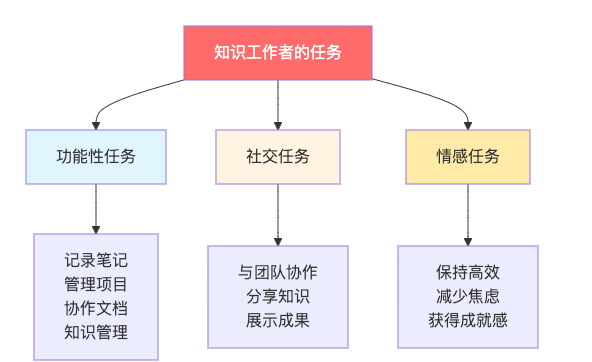 知识工作者的任务
功能性任务
社交任务
情感任务
记录笔记
管理项目
协作文档
知识管理
与团队协作
分享知识
展示成果
保持高效
减少焦虑
获得成就感